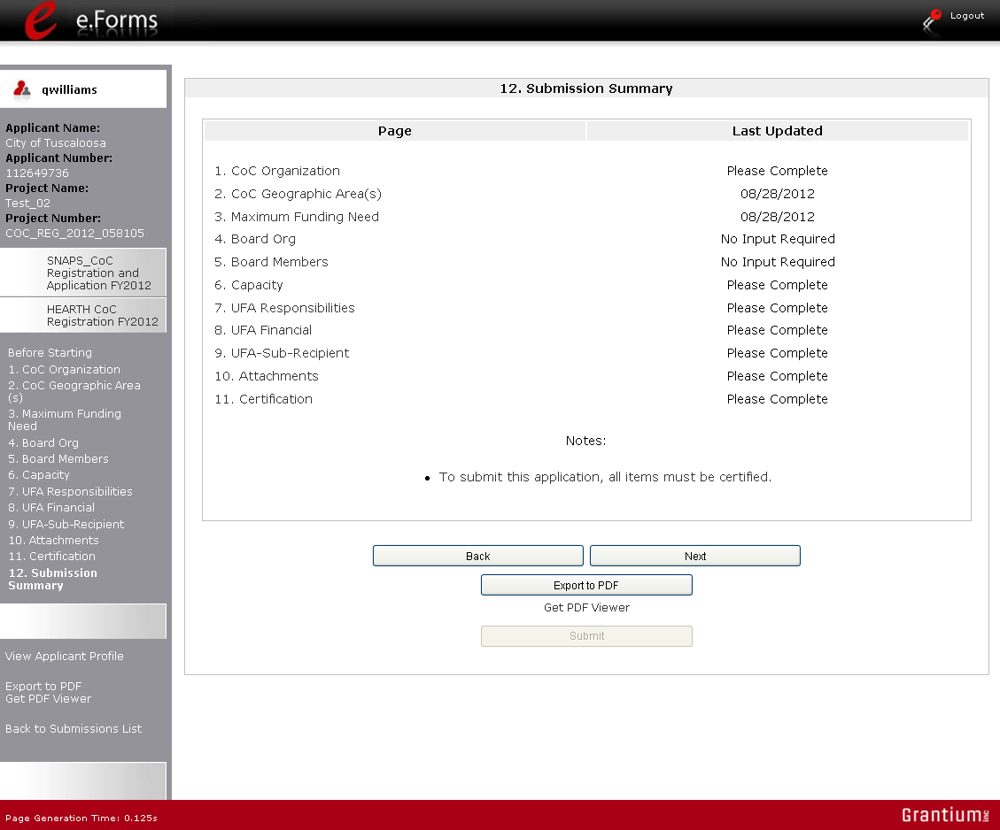 e e.Forms
Logout
qwilliams
Applicant Name:
City of Tuscaloosa
Applicant Number:
112649736
Project Name:
Test_02
Project Number:
COC_REG_2012_058105
SNAPS_CoC
Registration and
Application FY2012
HEARTH CoC
Registration FY2012
Before Starting
1. CoC Organization
2. CoC Geographic Area
(s)
3. Maximum Funding
Need
4. Board Org
5. Board Members
6. Capacity
7. UFA Responsibilities
8. UFA Financial
9. UFA-Sub-Recipient
10. Attachments
11. Certification
12. Submission
Summary
View Applicant Profile
Export to PDF
Get PDF Viewer
Back to Submissions List
12. Submission Summary
Page Last Updated
1. CoC Organization Please Complete
2. CoC Geographic Area(s) 08/28/2012
3. Maximum Funding Need 08/28/2012
4. Board Org No Input Required
5. Board Members No Input Required
6. Capacity Please Complete
7. UFA Responsibilities Please Complete
8. UFA Financial Please Complete
9. UFA-Sub-Recipient Please Complete
10. Attachments Please Complete
11. Certification Please Complete
Notes:
• To submit this application, all items must be certified.
Back Next
Export to PDF
Get PDF Viewer
Submit
Page Generation Time: 0.125s
Grantium INC